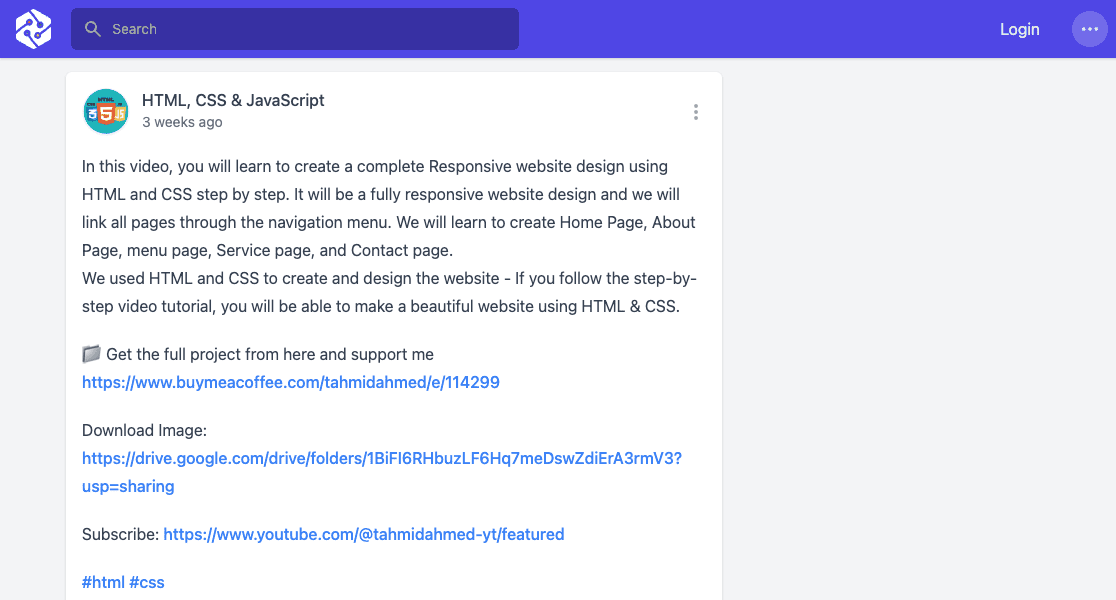 Search
Login
HTML, CSS & JavaScript
3 weeks ago
In this video, you will learn to create a complete Responsive website design using
HTML and CSS step by step. It will be a fully responsive website design and we will
link all pages through the navigation menu. We will learn to create Home Page, About
Page, menu page, Service page, and Contact page.
We used HTML and CSS to create and design the website - If you follow the step-by-
step video tutorial, you will be able to make a beautiful website using HTML & CSS.
Get the full project from here and support me
https://www.buymeacoffee.com/tahmidahmed/e/114299
Download Image:
https://drive.google.com/drive/folders/1BiFI6RHbuzLF6Hq7meDswZdiErA3rmV3?
usp=sharing
Subscribe: https://www.youtube.com/@tahmidahmed-yt/featured
#html #css